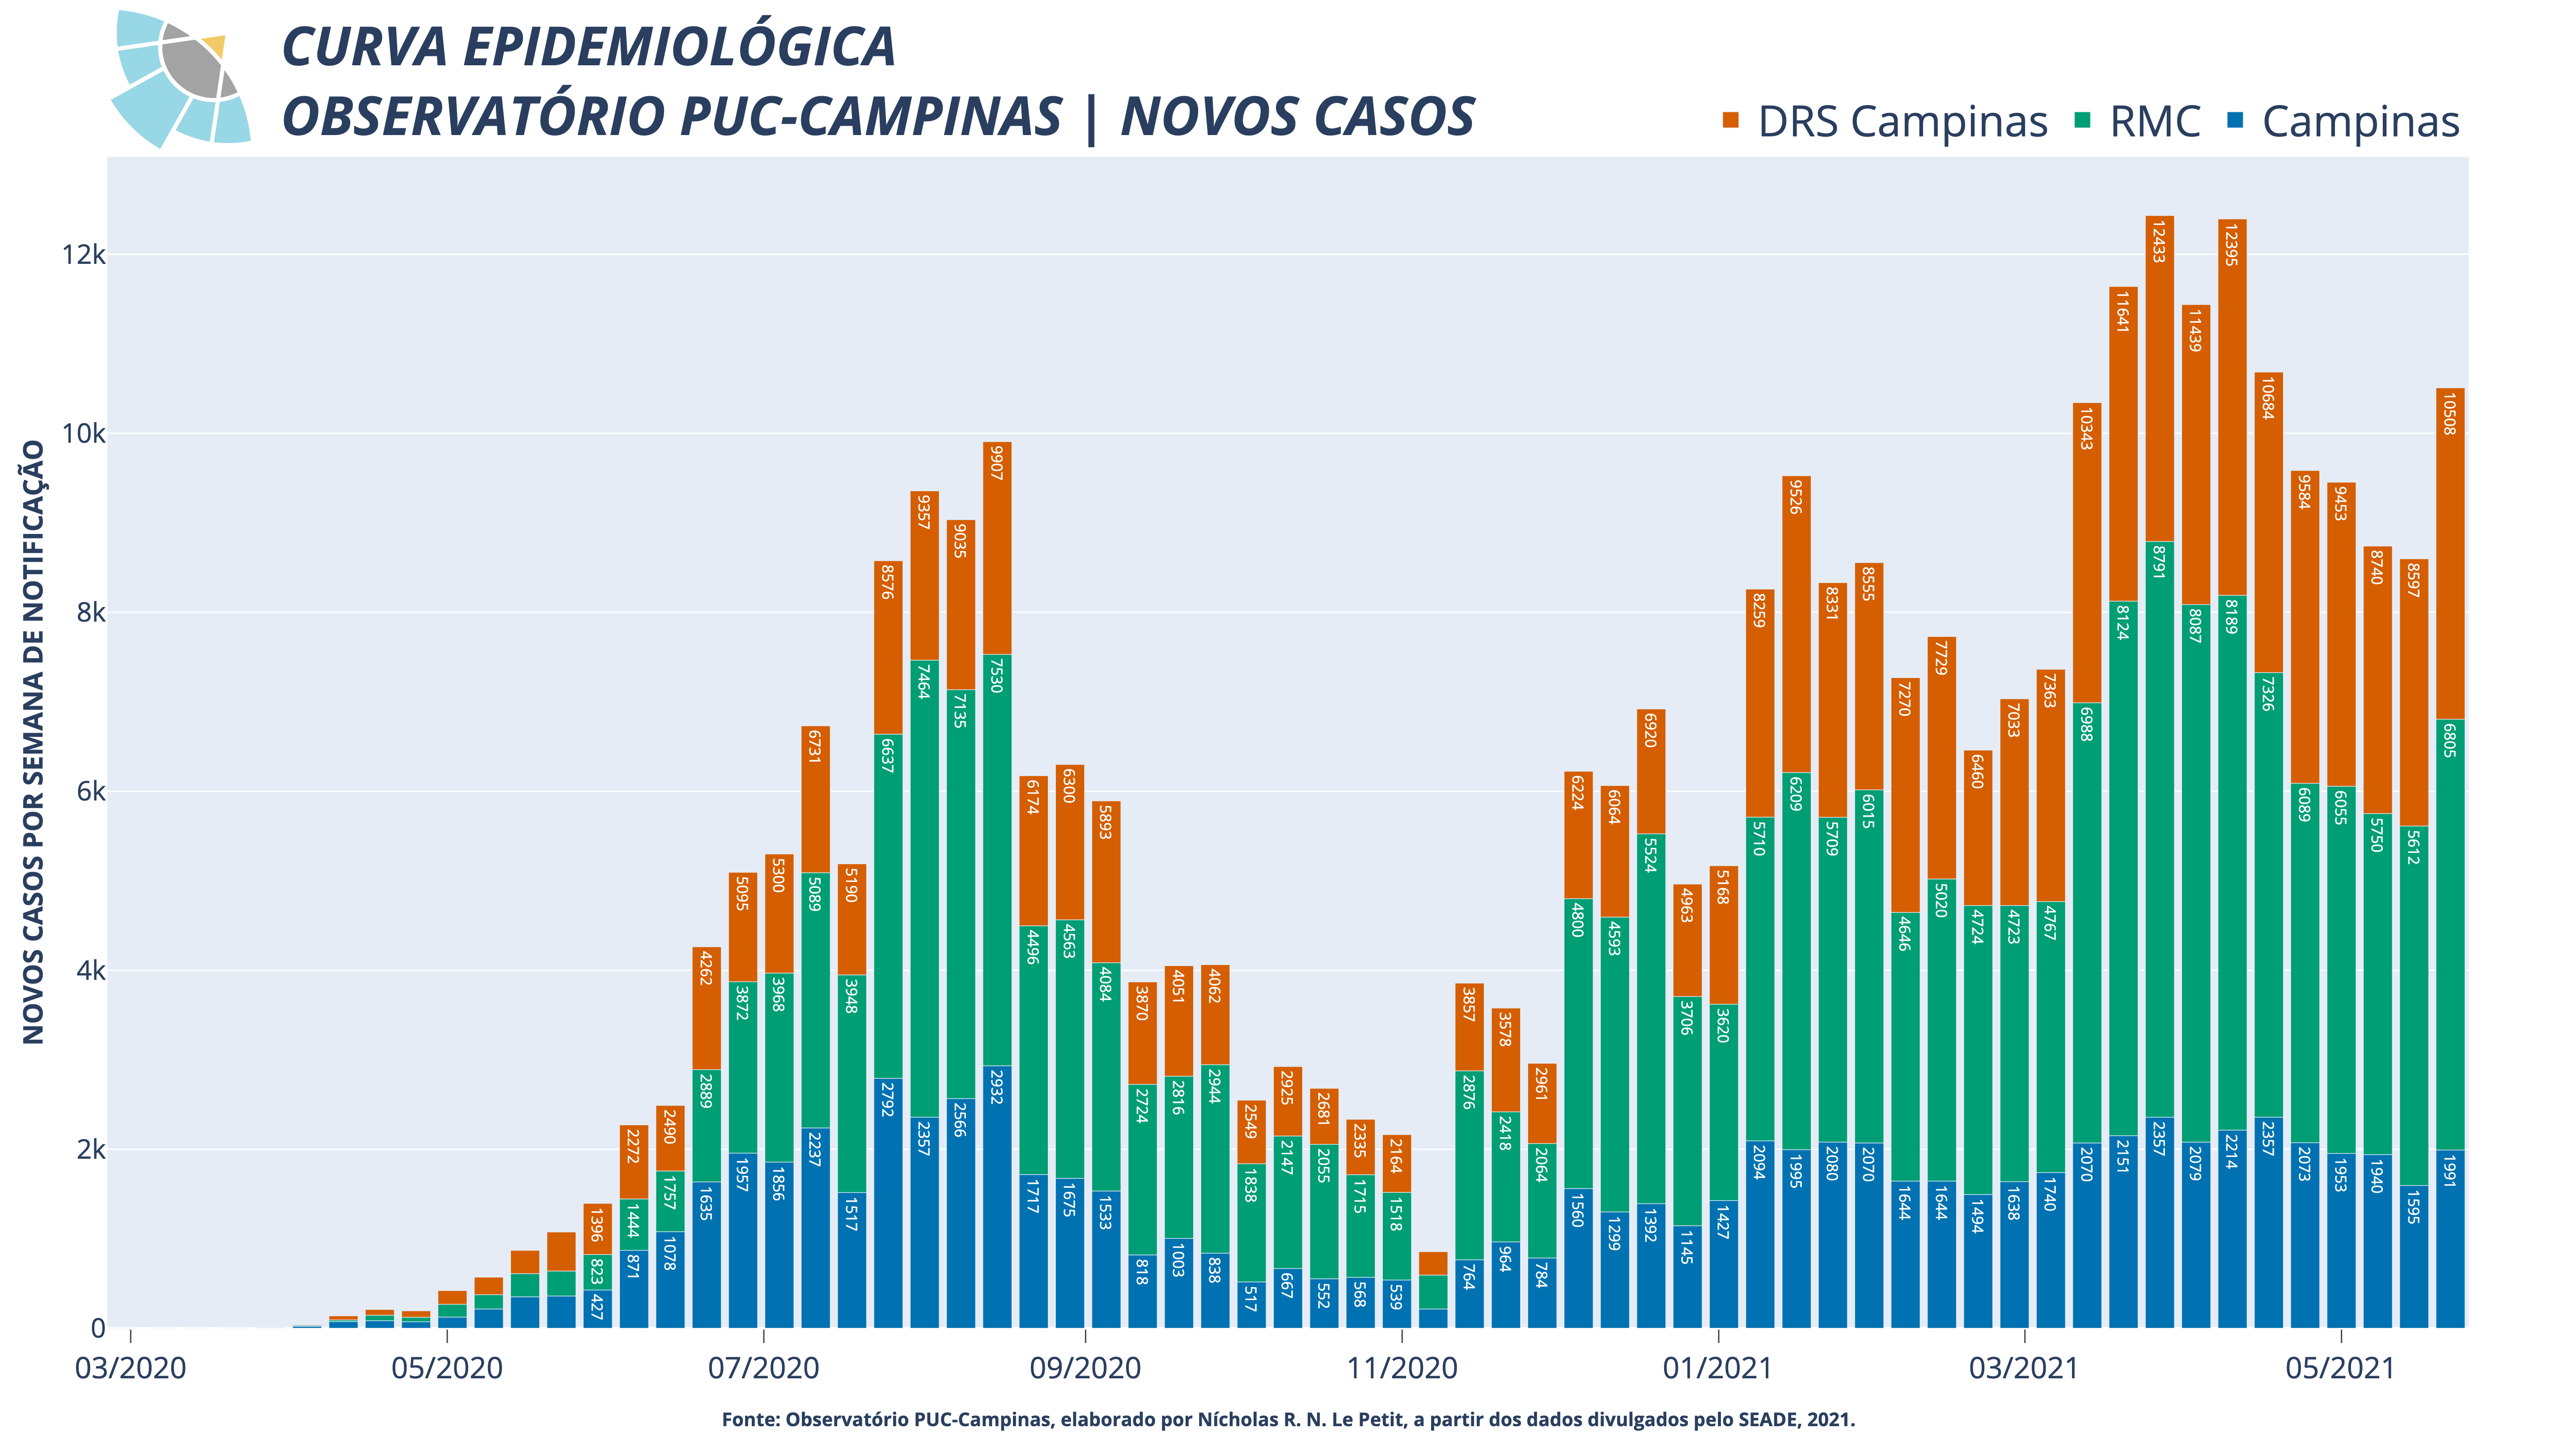 CURVA EPIDEMIOLÓGICA
OBSERVATÓRIO PUC-CAMPINAS | NOVOS CASOS
DRS Campinas RMC Campinas
NOVOS CASOS POR SEMANA DE NOTIFICAÇÃO
12k
10k
8k
6k
4k
2k
0
1396 823 427
2272 1444 871
2490 1757 1078
4262 2889 1635
5095 3872 1957
5300 3968 1856
6731 5089 2237
5190 3948 1517
8576 6637 2792
9357 7464 2357
9035 7135 2566
9907 7530 2932
6174 4496 1717
6300 4563 1675
5893 4084 1533
3870 2724 818
4051 2816 1003
4062 2944 838
2549 1838 517
2925 2147 667
2681 2055 552
2335 1715 568
2164 1518 539
3857 2876 764
3578 2418 964
2961 2064 784
6224 4800 1560
6064 4593 1299
6920 5524 1392
4963 3706 1145
5168 3620 1427
8259 5710 2094
9526 6209 1995
8331 5709 2080
8555 6015 2070
7270 4646 1644
7729 5020 1644
6460 4724 1494
7033 4723 1638
7363 4767 1740
10343 6988 2070
11641 8124 2151
12433 8791 2357
11439 8087 2079
12395 8189 2214
10684 7326 2357
9584 6089 2073
9453 6055 1953
8740 5750 1940
8597 5612 1595
10508 6805 1991
03/2020 05/2020 07/2020 09/2020 11/2020 01/2021 03/2021 05/2021
Fonte: Observatório PUC-Campinas, elaborado por Nícholas R. N. Le Petit, a partir dos dados divulgados pelo SEADE, 2021.